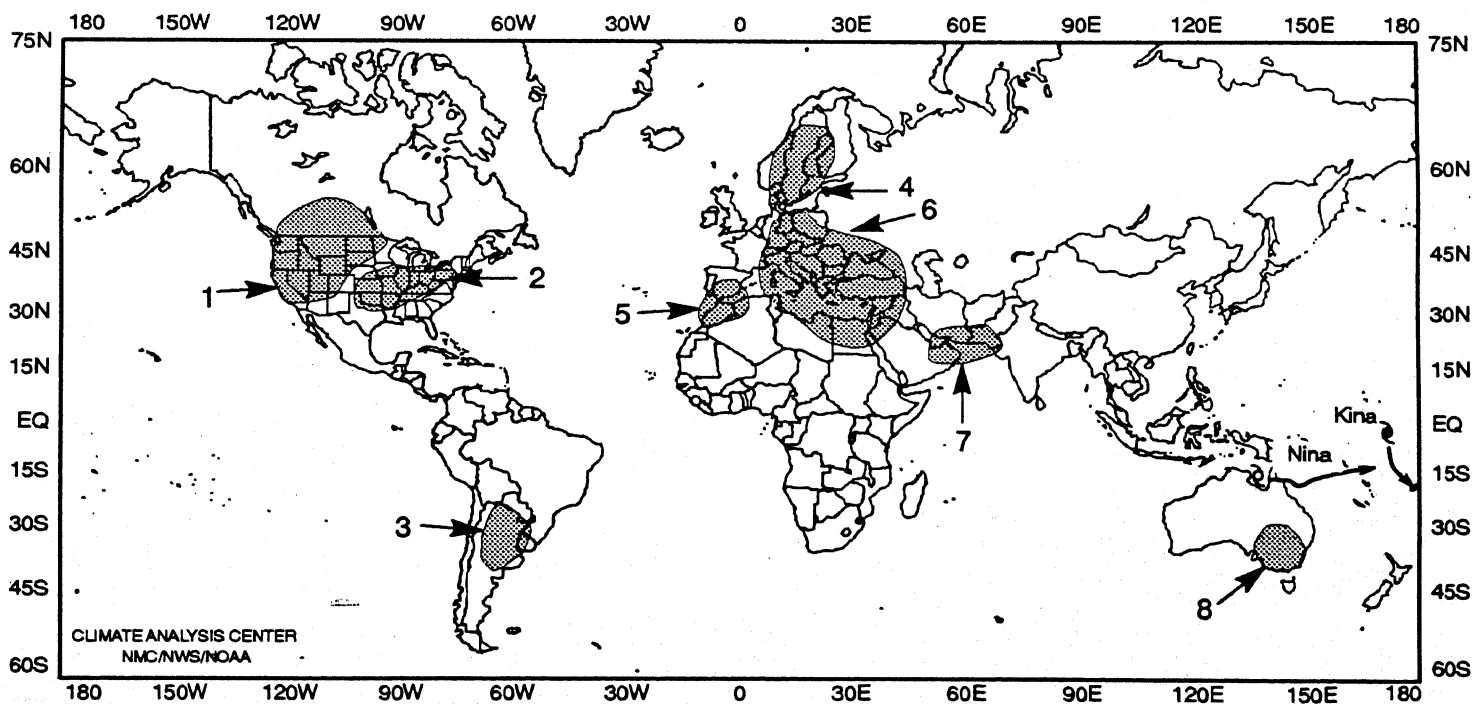 180 150W 120W 90W 60W 30W 0 30E 60E 90E 120E 150E 180
75N 75N
60N 60N
4
6
45N 45N
2
1
5
30N 30N
15N 15N
Kina
EQ EQ
7
Nina
15S 15S
3
30S 30S
45S 45S
8
CLIMATE ANALYSIS CENTER
NMC/NWS/NOAA
60S 60S
180 150W 120W 90W 60W 30W 0 30E 60E 90E 120E 150E 180